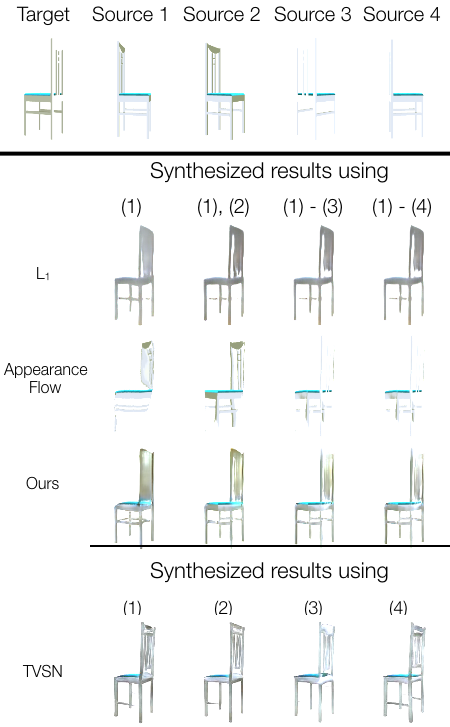 Target Source 1 Source 2 Source 3 Source 4
Synthesized results using
(1) (1), (2) (1) - (3) (1) - (4)
L₁
Appearance
Flow
Ours
Synthesized results using
(1) (2) (3) (4)
TVSN